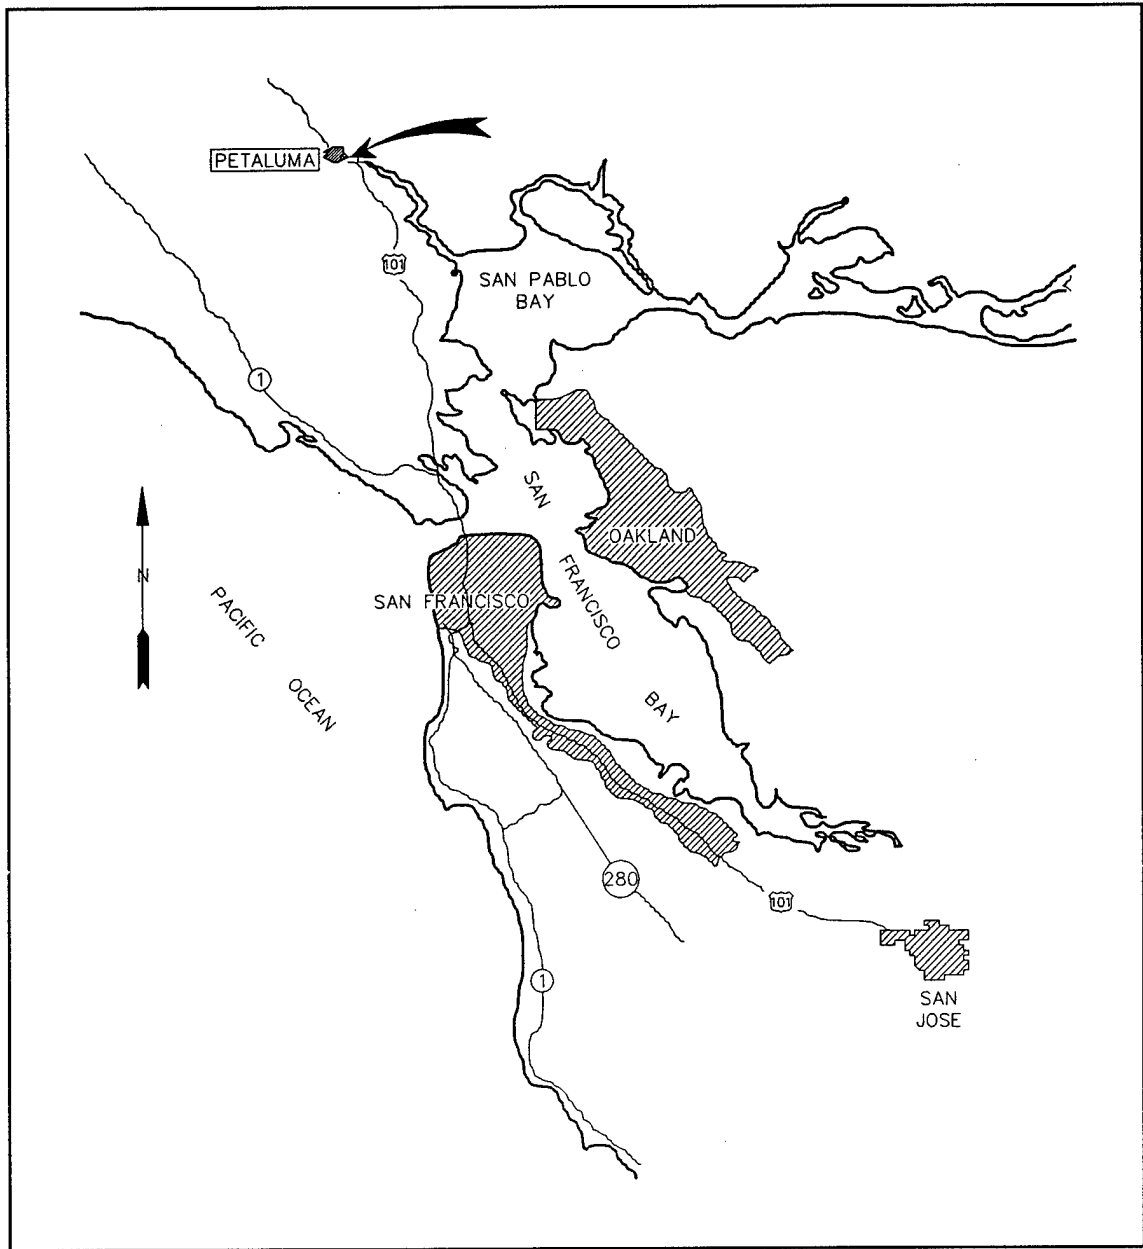 PETALUMA
101
SAN PABLO
BAY
1
SAN
FRANCISCO
BAY
OAKLAND
N
SAN FRANCISCO
PACIFIC
OCEAN
280
101
1
SAN
JOSE